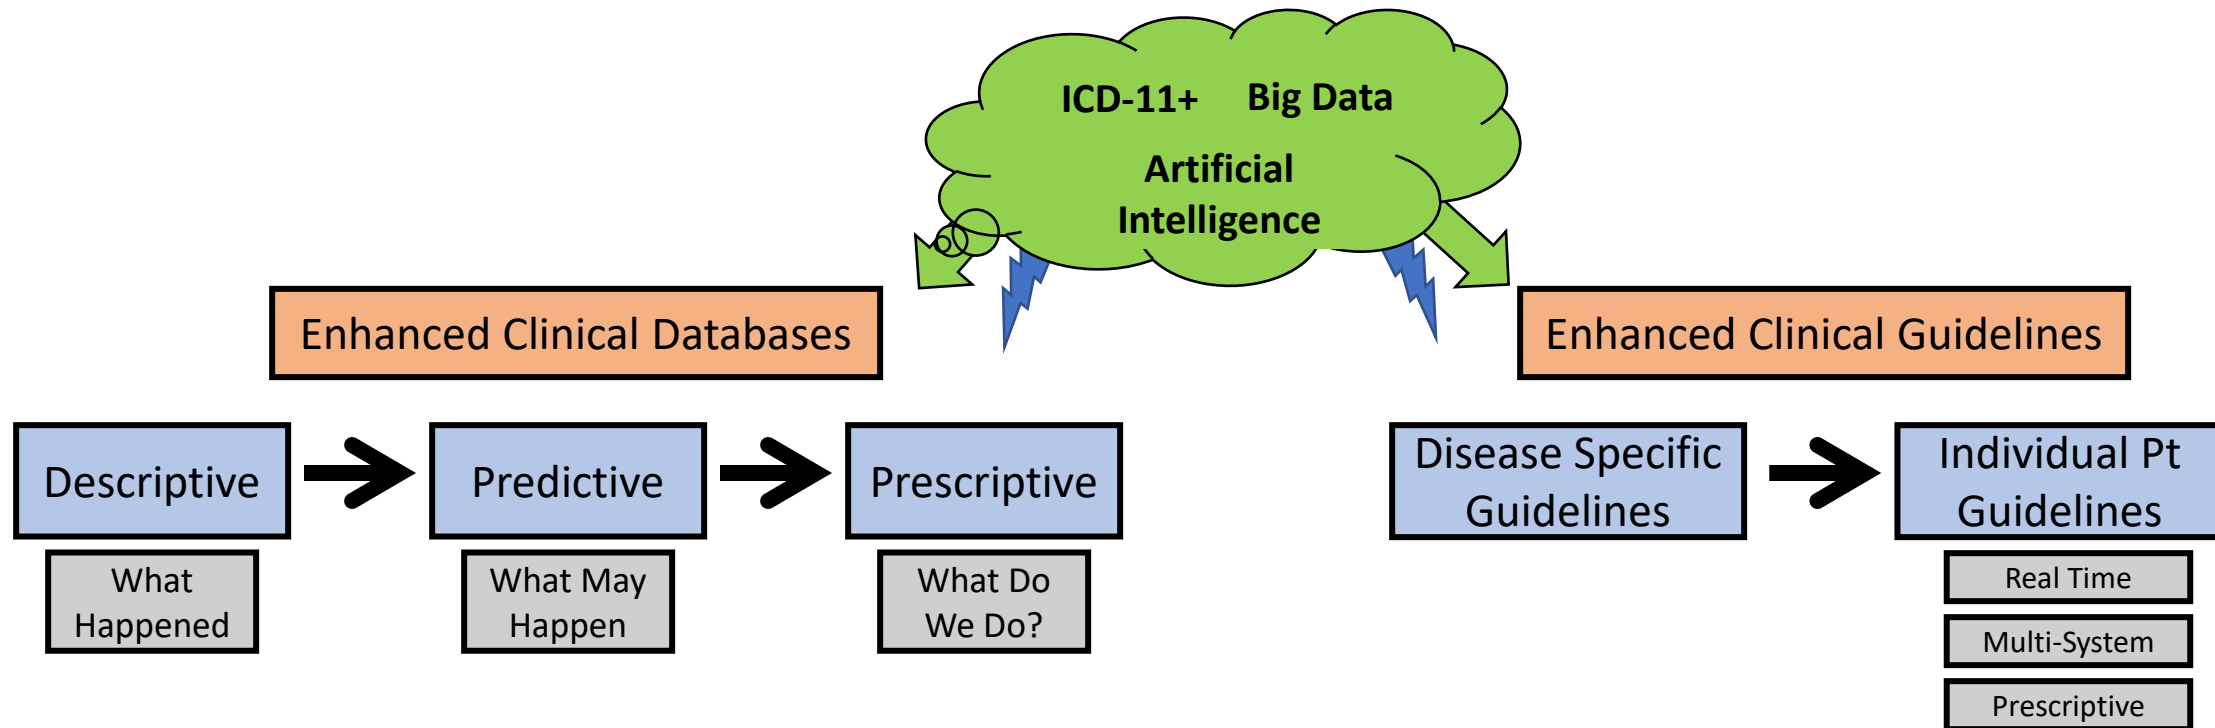 ICD-11+ Big Data
Artificial
Intelligence
Enhanced Clinical Databases
Enhanced Clinical Guidelines
Descriptive
Predictive
Prescriptive
Disease Specific
Guidelines
Individual Pt
Guidelines
What
Happened
What May
Happen
What Do
We Do?
Real Time
Multi-System
Prescriptive